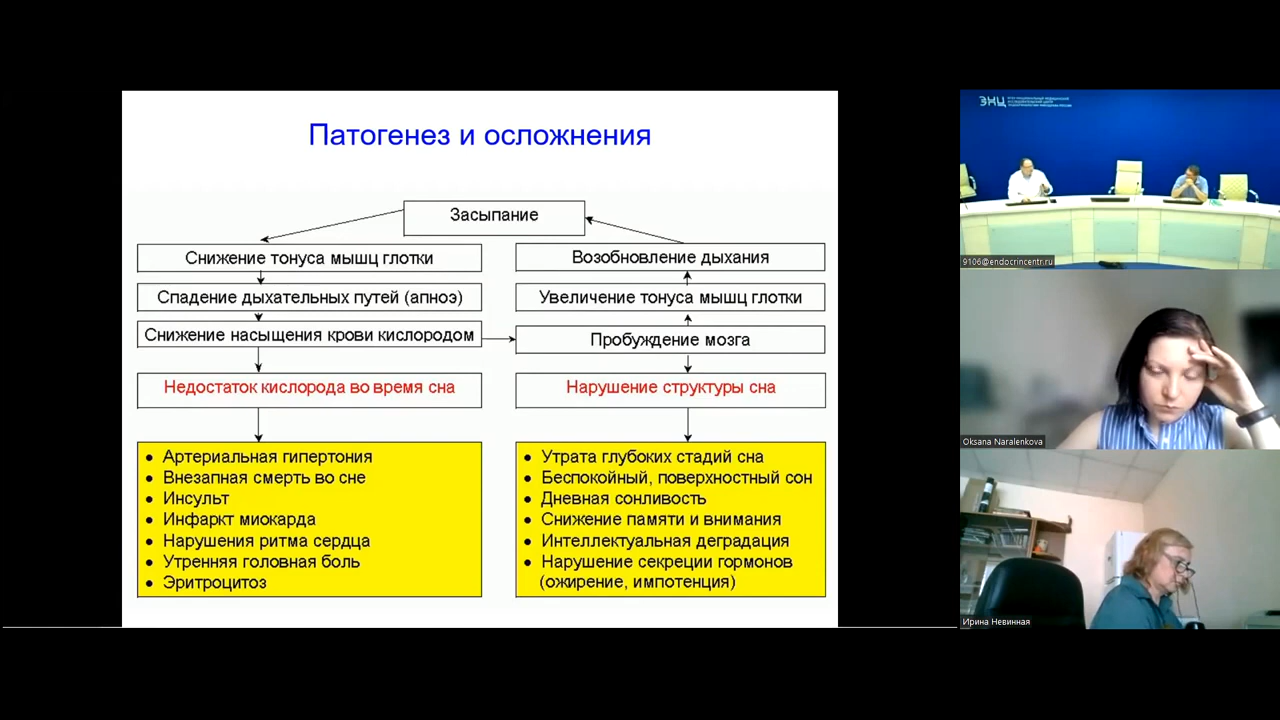 Патогенез и осложнения
Засыпание
Снижение тонуса мышц глотки
Спадение дыхательных путей (апноэ)
Снижение насыщения крови кислородом
Недостаток кислорода во время сна
Возобновление дыхания
Увеличение тонуса мышц глотки
Пробуждение мозга
Нарушение структуры сна
• Артериальная гипертония
• Внезапная смерть во сне
• Инсульт
• Инфаркт миокарда
• Нарушения ритма сердца
• Утренняя головная боль
• Эритроцитоз
• Утрата глубоких стадий сна
• Беспокойный, поверхностный сон
• Дневная сонливость
• Снижение памяти и внимания
• Интеллектуальная деградация
• Нарушение секреции гормонов
(ожирение, импотенция)
ЭНЦ
9106@endocrincentr.ru
Oksana Naralenkova
Ирина Невинная